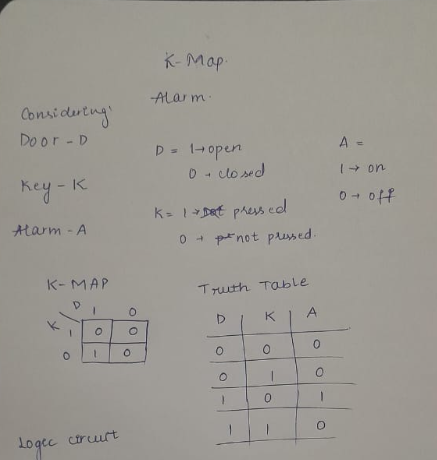 K-Map.
Alarm.
Considering:
Door - D
Key - K
Alarm - A
D = 1→open
0 → closed
K = 1 → pressed
0 → not pressed.
A =
1 → on
0 → off
K-MAP
D 1 0
K 1 0 0
0 1 0
Truth Table
D K A
0 0 0
0 1 0
1 0 1
1 1 0
Logic circuit